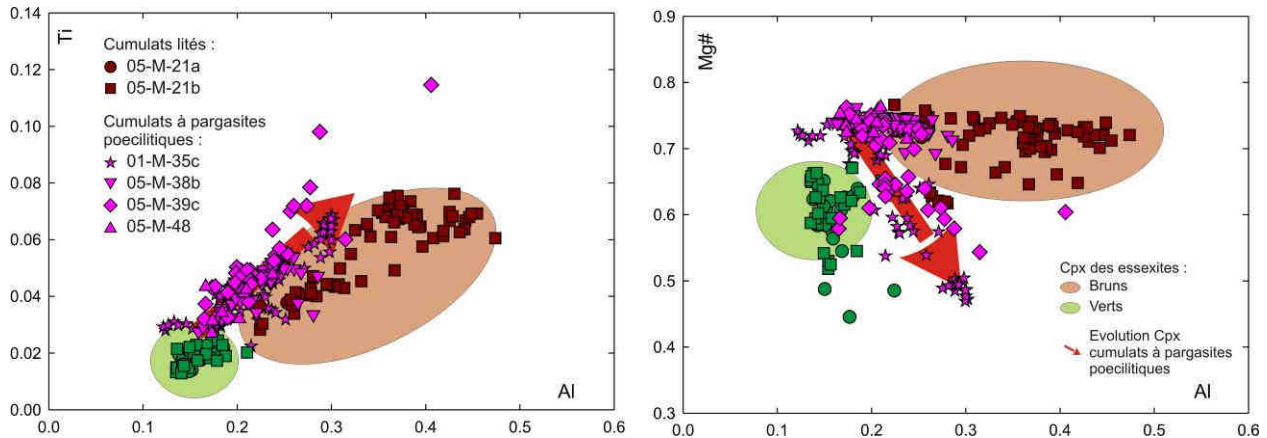 0.14
0.12
0.10
0.08
0.06
0.04
0.02
0.00
Ti
Cumulats lités :
05-M-21a
05-M-21b
Cumulats à pargasites
poecilitiques :
01-M-35c
05-M-38b
05-M-39c
05-M-48
Al
0.0 0.1 0.2 0.3 0.4 0.5 0.6
0.9
0.8
0.7
0.6
0.5
0.4
0.3
Mg#
Cpx des essexites :
Bruns
Verts
Evolution Cpx
cumulats à pargasites
poecilitiques
Al
0.0 0.1 0.2 0.3 0.4 0.5 0.6